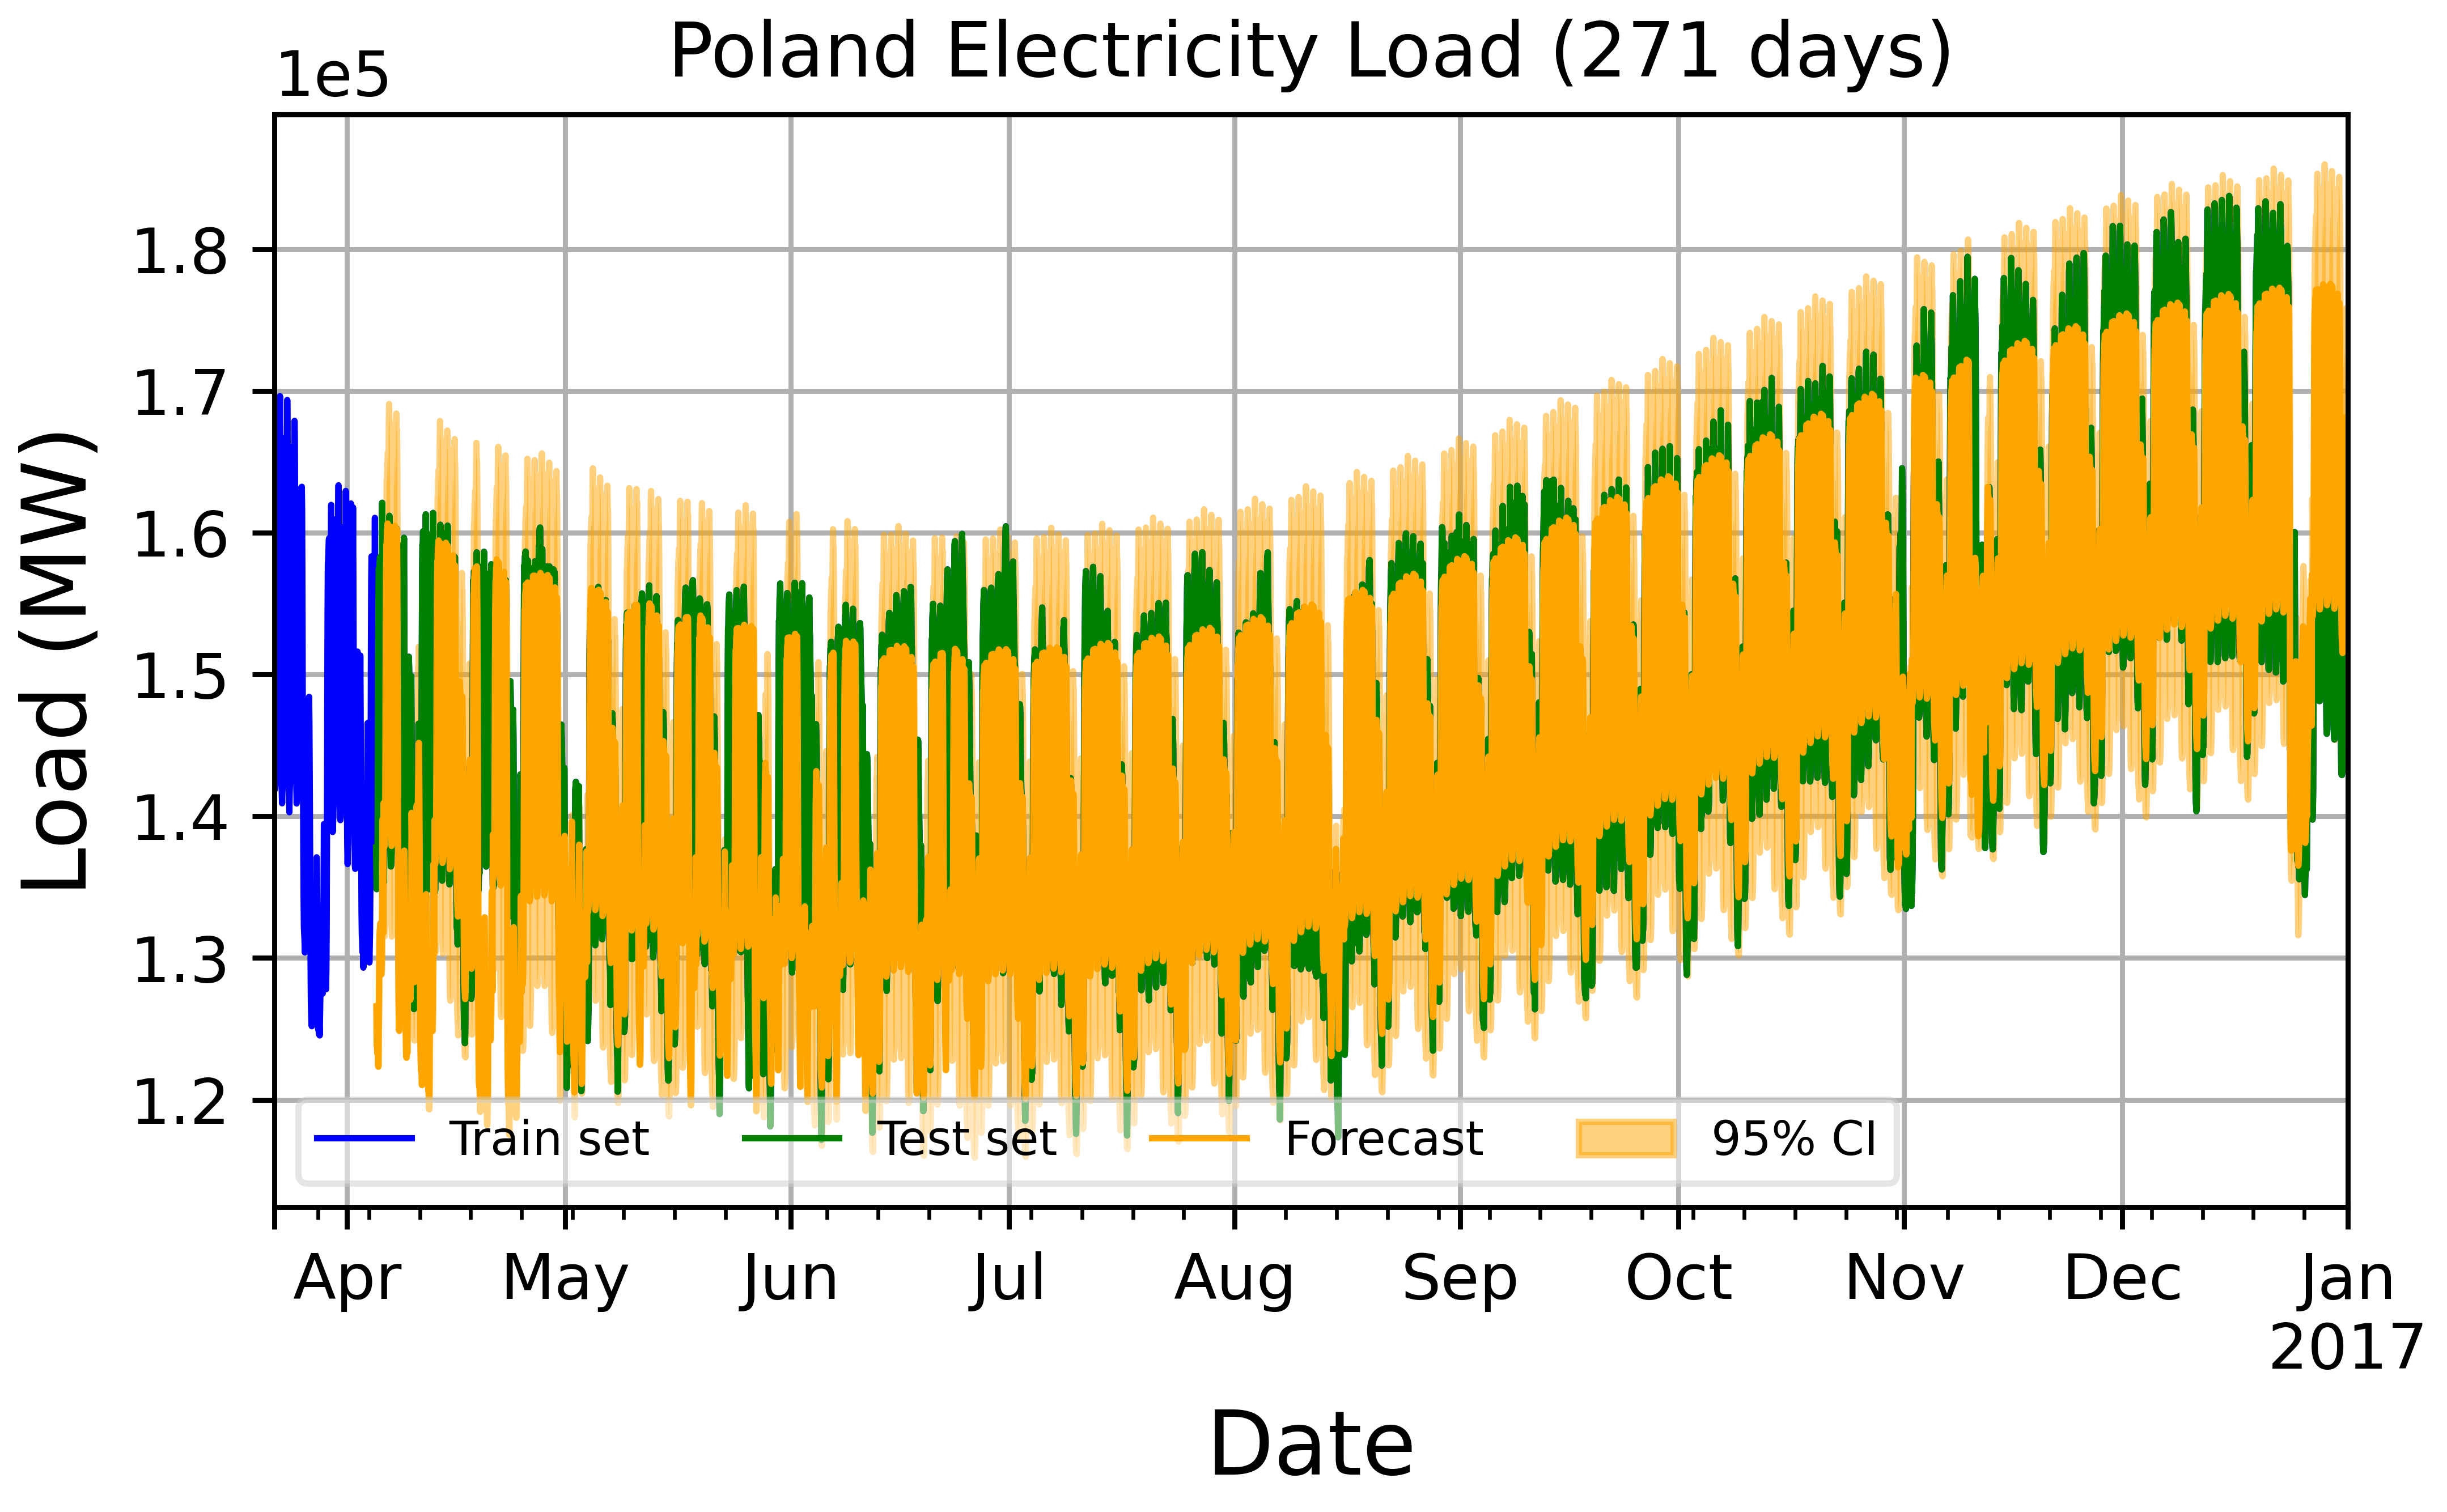 Poland Electricity Load (271 days)
1e5
Load (MW)
1.8
1.7
1.6
1.5
1.4
1.3
1.2
Train set Test set Forecast 95% CI
Apr May Jun Jul Aug Sep Oct Nov Dec Jan
2017
Date